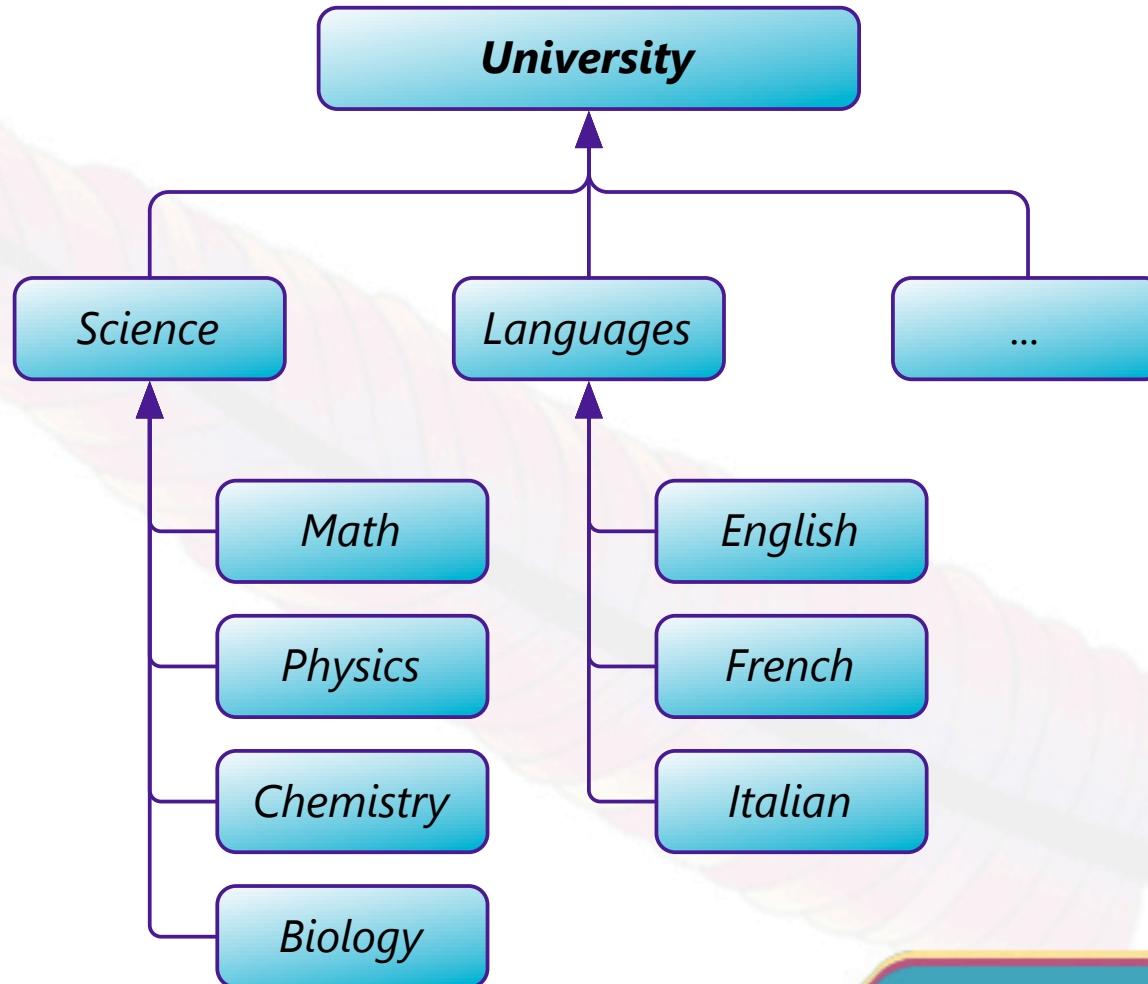 University
Science
Languages
...
Math
English
Physics
French
Chemistry
Italian
Biology